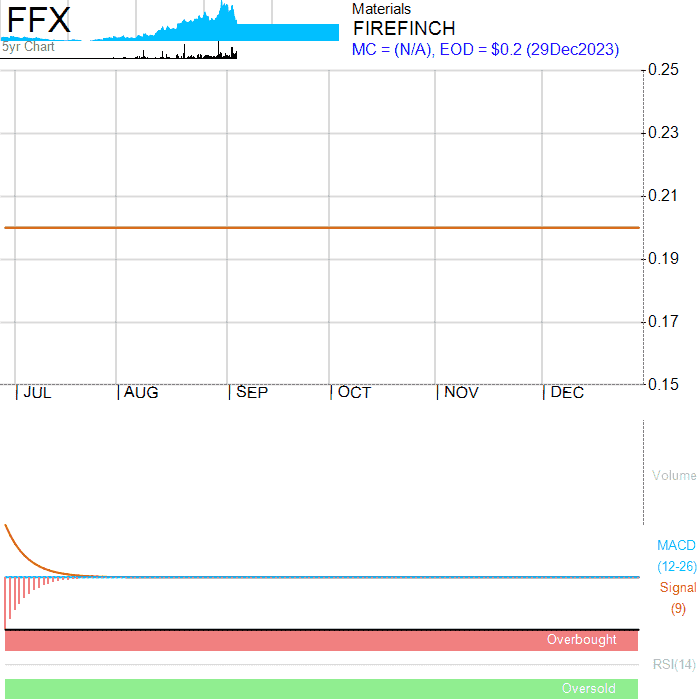 FFX
5yr Chart
Materials
FIREFINCH
MC = (N/A), EOD = $0.2 (29Dec2023)
0.25
0.23
0.21
0.19
0.17
0.15
JUL AUG SEP OCT NOV DEC
Volume
MACD
(12-26)
Signal
(9)
Overbought
RSI(14)
Oversold